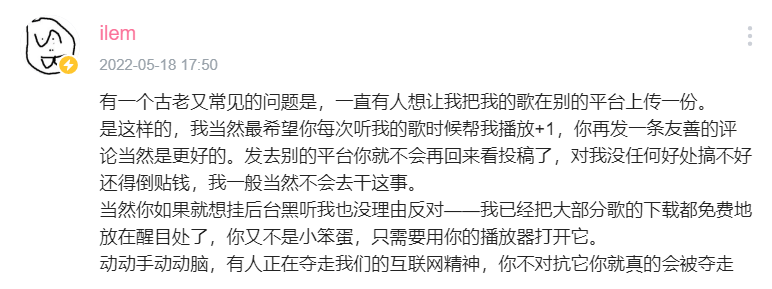 ilem
2022-05-18 17:50
有一个古老又常见的问题是，一直有人想让我把我的歌在别的平台上传一份。
是这样的，我当然最希望你每次听我的歌时候帮我播放+1，你再发一条友善的评
论当然是更好的。发去别的平台你就不会再回来看投稿了，对我没任何好处搞不好
还得倒贴钱，我一般当然不会去干这事。
当然你如果就想挂后台黑听我也没理由反对——我已经把大部分歌的下载都免费地
放在醒目处了，你又不是小笨蛋，只需要用你的播放器打开它。
动动手动动脑，有人正在夺走我们的互联网精神，你不对抗它你就真的会被夺走